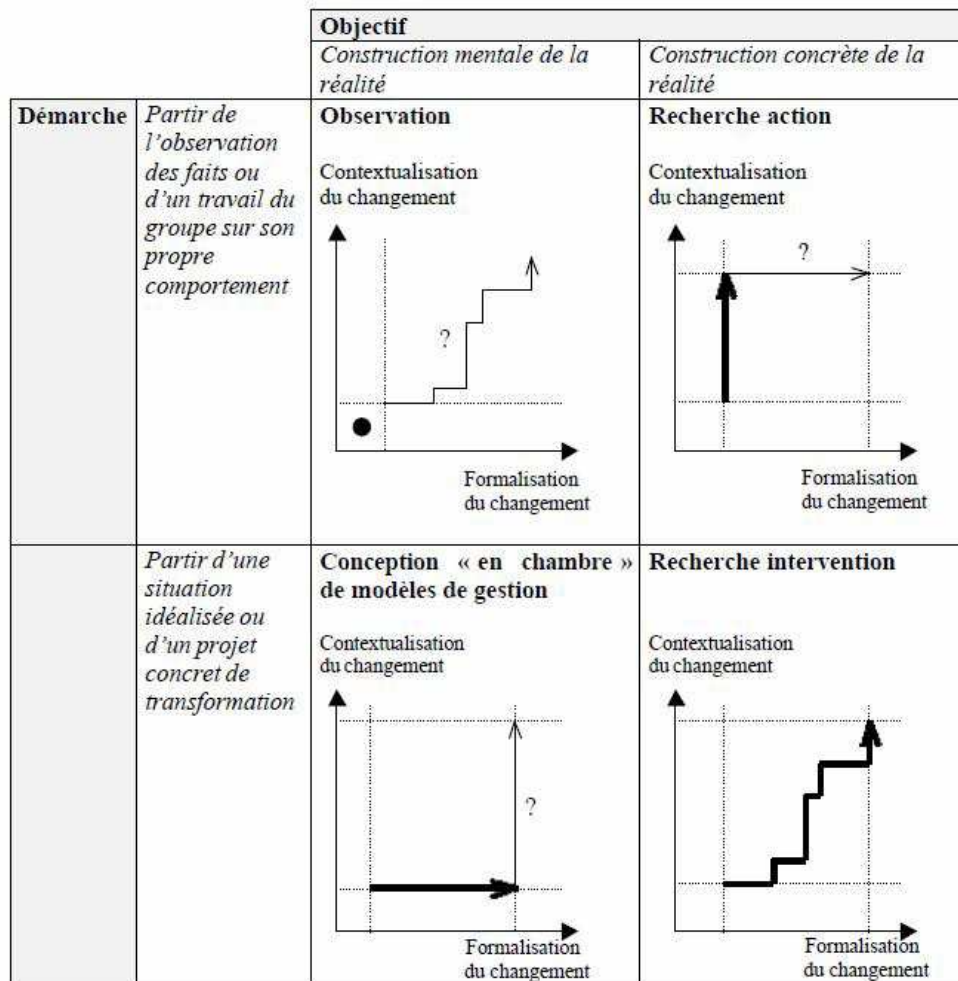 Objectif
Construction mentale de la
réalité
Construction concrète de la
réalité
Démarche
Partir de
l’observation
des faits ou
d’un travail du
groupe sur son
propre
comportement
Observation
Contextualisation
du changement
?
Formalisation
du changement
Recherche action
Contextualisation
du changement
?
Formalisation
du changement
Partir d’une
situation
idéalisée ou
d’un projet
concret de
transformation
Conception « en chambre »
de modèles de gestion
Contextualisation
du changement
?
Formalisation
du changement
Recherche intervention
Contextualisation
du changement
Formalisation
du changement